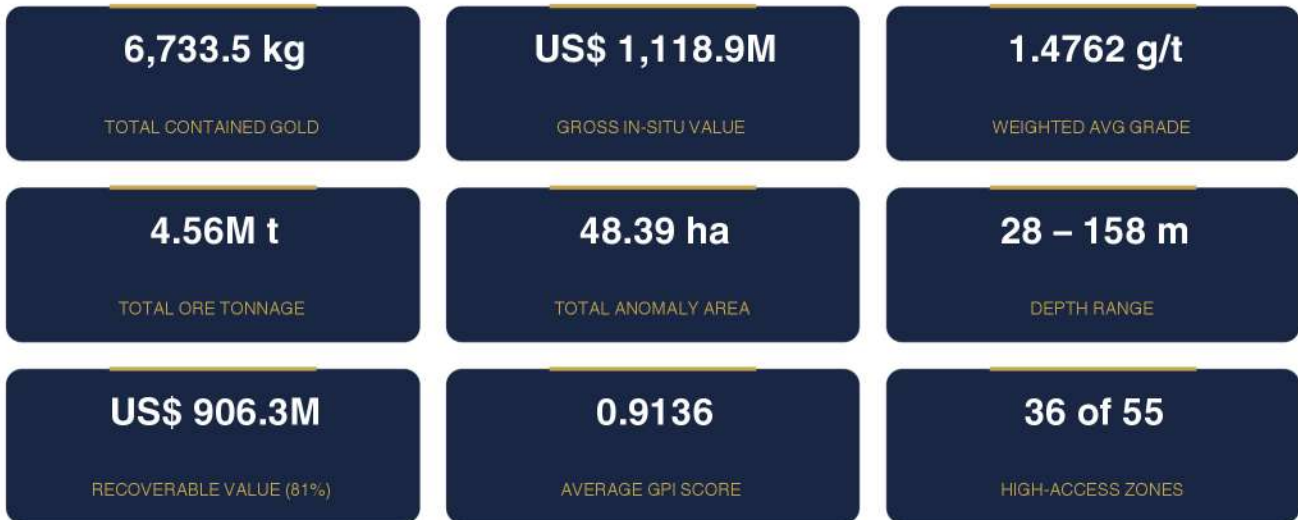 6,733.5 kg
US$ 1,118.9M
1.4762 g/t
TOTAL CONTAINED GOLD
GROSS IN-SITU VALUE
WEIGHTED AVG GRADE
4.56M t
48.39 ha
28 – 158 m
TOTAL ORE TONNAGE
TOTAL ANOMALY AREA
DEPTH RANGE
US$ 906.3M
0.9136
36 of 55
RECOVERABLE VALUE (81%)
AVERAGE GPI SCORE
HIGH-ACCESS ZONES